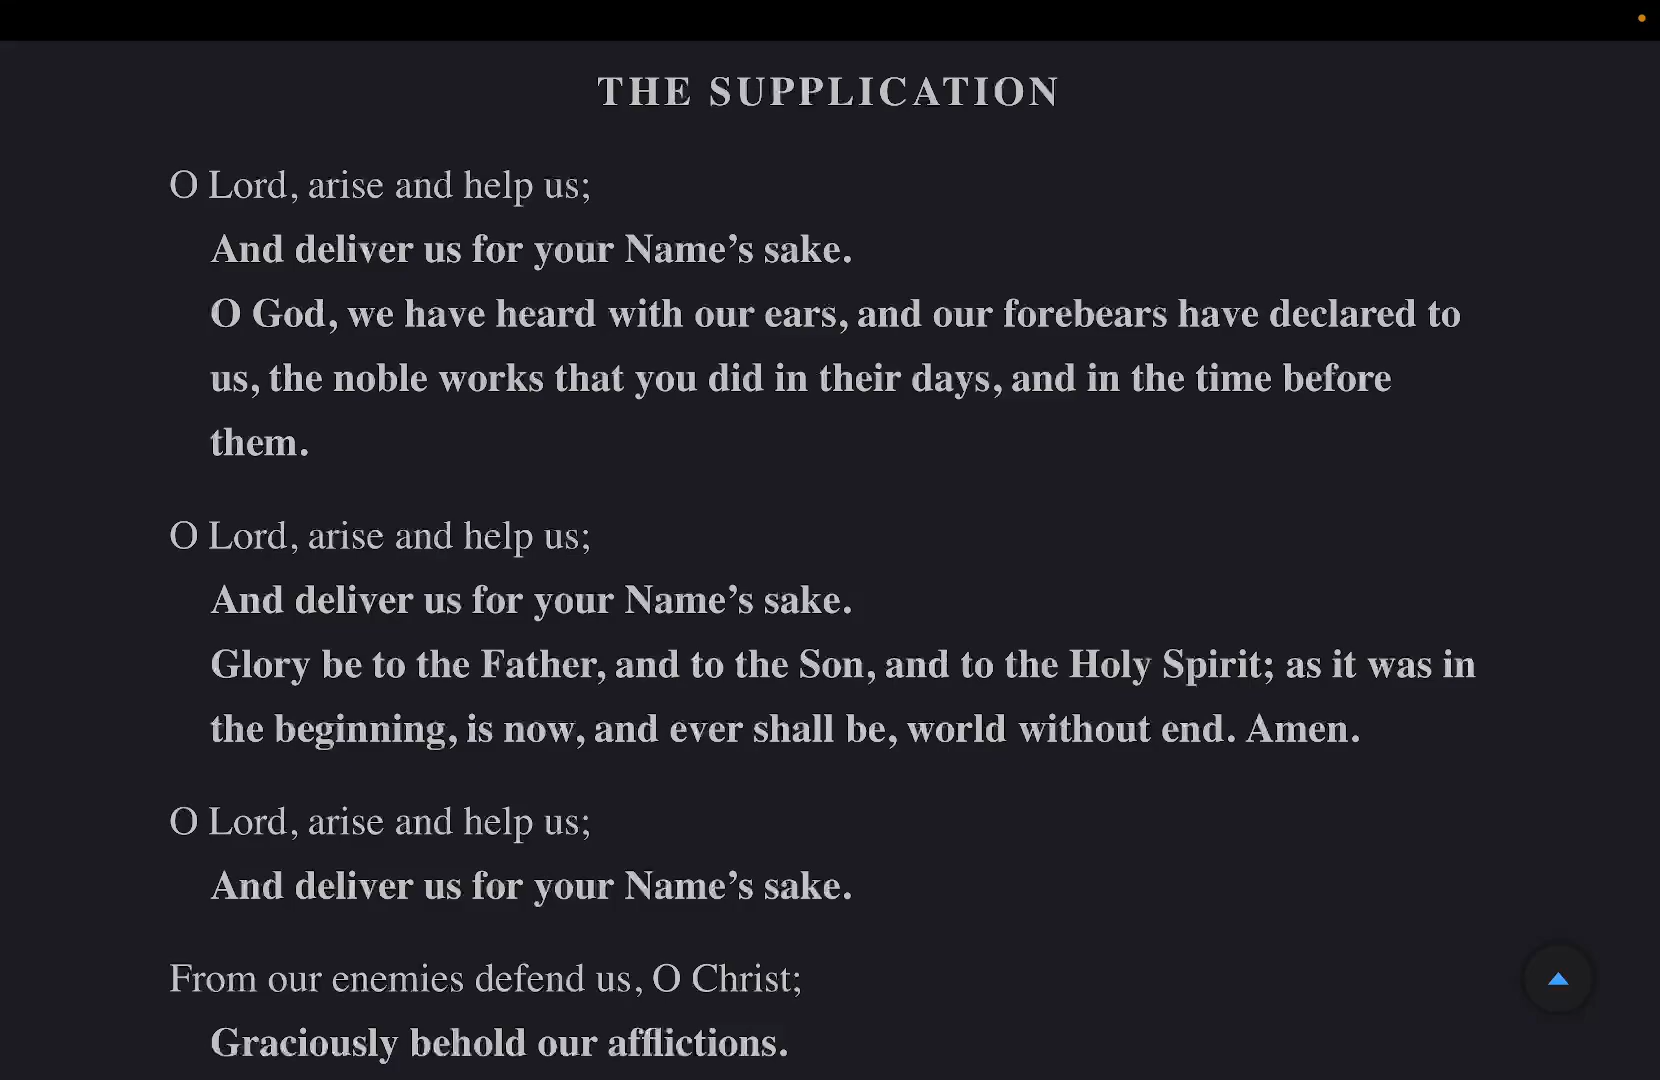 THE SUPPLICATION
O Lord, arise and help us;
And deliver us for your Name’s sake.
O God, we have heard with our ears, and our forebears have declared to
us, the noble works that you did in their days, and in the time before
them.
O Lord, arise and help us;
And deliver us for your Name’s sake.
Glory be to the Father, and to the Son, and to the Holy Spirit; as it was in
the beginning, is now, and ever shall be, world without end. Amen.
O Lord, arise and help us;
And deliver us for your Name’s sake.
From our enemies defend us, O Christ;
Graciously behold our afflictions.